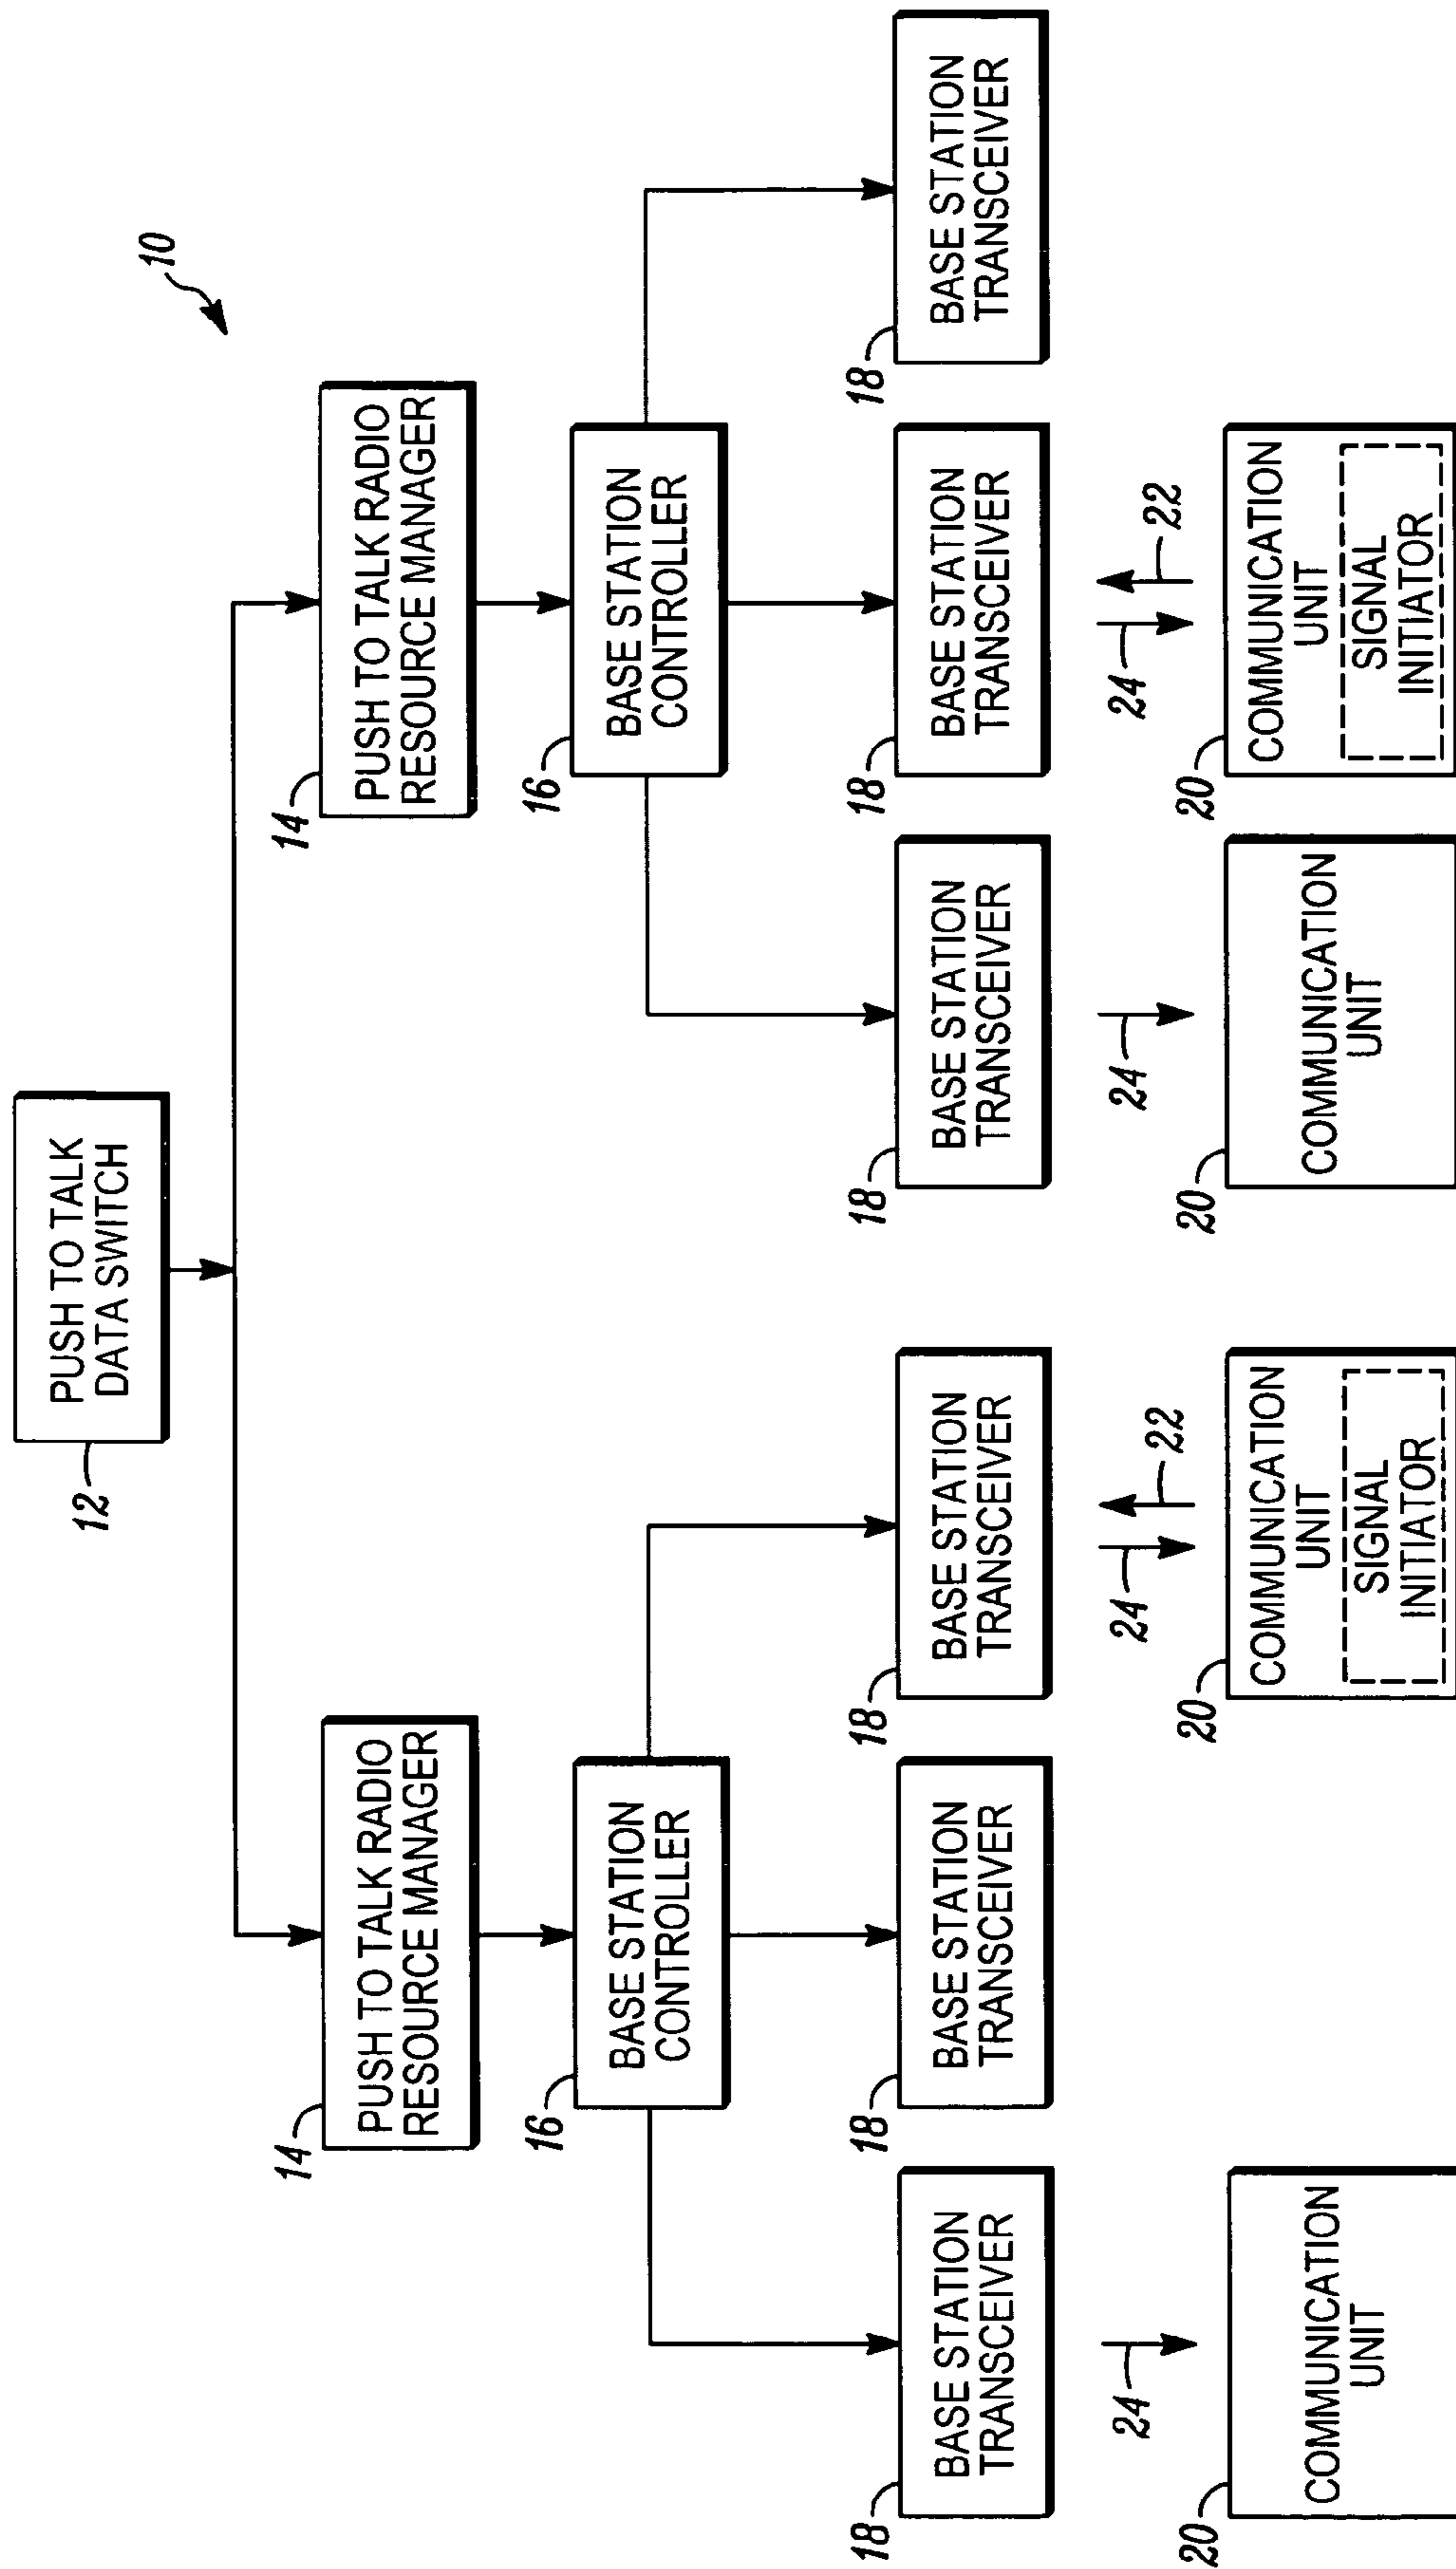 10
PUSH TO TALK
DATA SWITCH
12
14
PUSH TO TALK RADIO
RESOURCE MANAGER
14
PUSH TO TALK RADIO
RESOURCE MANAGER
16
BASE STATION
CONTROLLER
16
BASE STATION
CONTROLLER
18
BASE STATION
TRANSCEIVER
18
BASE STATION
TRANSCEIVER
18
BASE STATION
TRANSCEIVER
18
BASE STATION
TRANSCEIVER
18
BASE STATION
TRANSCEIVER
18
BASE STATION
TRANSCEIVER
24
24
22
24
24
22
20
COMMUNICATION
UNIT
20
COMMUNICATION
UNIT
SIGNAL
INITIATOR
20
COMMUNICATION
UNIT
20
COMMUNICATION
UNIT
SIGNAL
INITIATOR